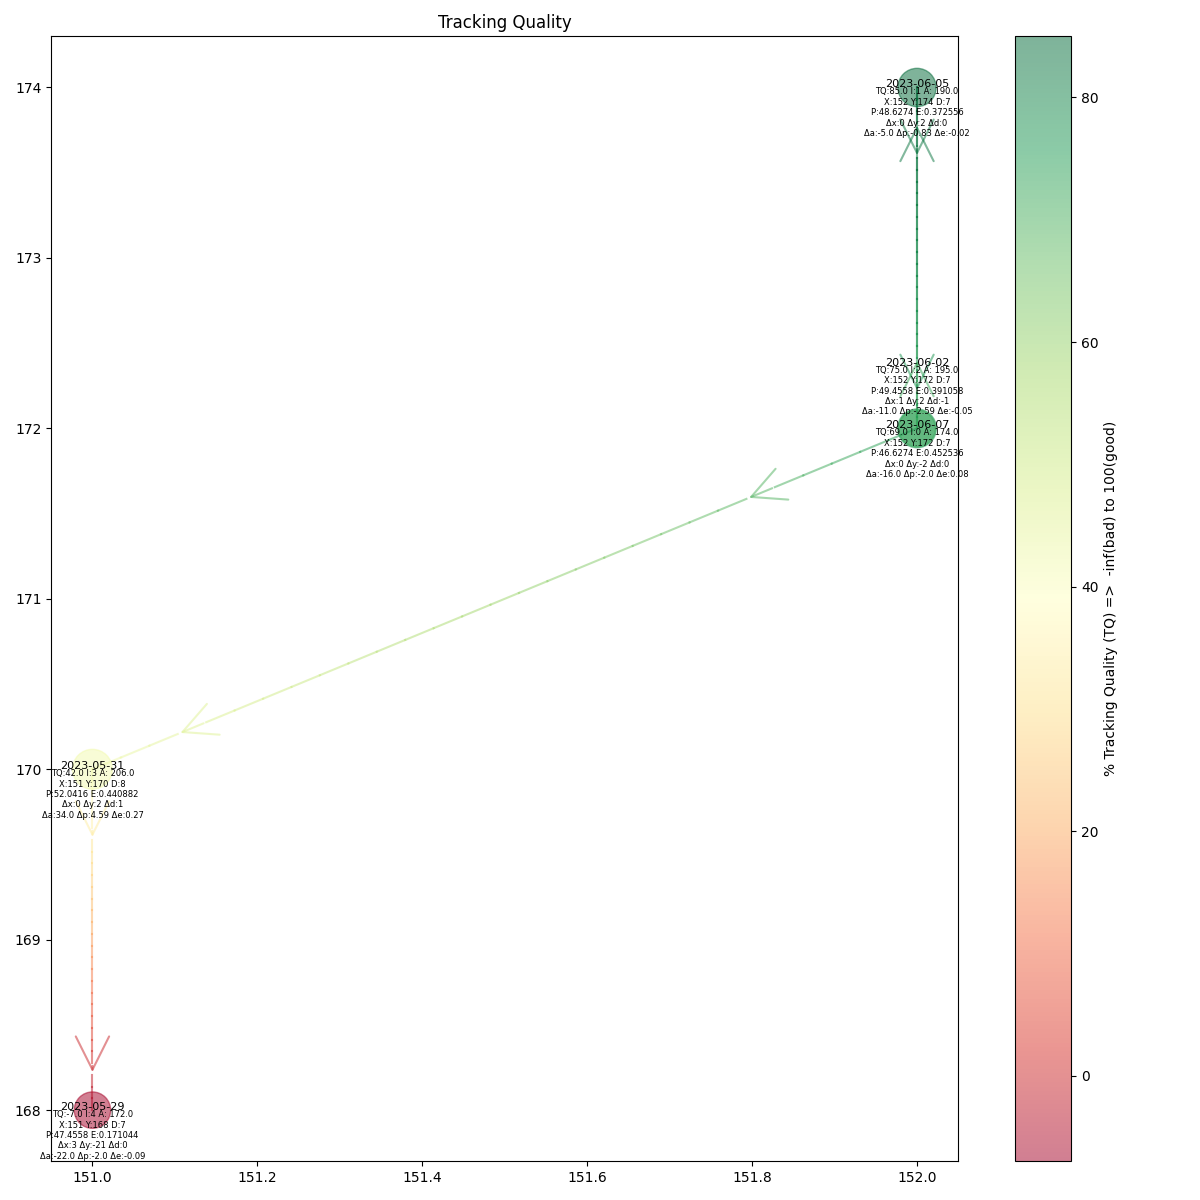 Tracking Quality
174
173
172
171
170
169
168
2023-06-05
TQ:85.0 I:1 A: 190.0
X:152 Y:174 D:7
P:48.6274 E:0.372556
Δx:0 Δy:2 Δd:0
Δa:-5.0 Δp:-0.83 Δe:-0.02
2023-06-02
TQ:75.0 I:2 A: 195.0
X:152 Y:172 D:7
P:49.4558 E:0.391058
Δx:1 Δy:2 Δd:-1
Δa:-11.0 Δp:-2.59 Δe:-0.05
2023-06-07
TQ:69.0 I:0 A: 174.0
X:152 Y:172 D:7
P:46.6274 E:0.452536
Δx:0 Δy:-2 Δd:0
Δa:-16.0 Δp:-2.0 Δe:0.08
2023-05-31
TQ:42.0 I:3 A: 206.0
X:151 Y:170 D:8
P:52.0416 E:0.440882
Δx:0 Δy:2 Δd:1
Δa:34.0 Δp:4.59 Δe:0.27
2023-05-29
TQ:-7.0 I:4 A: 172.0
X:151 Y:168 D:7
P:47.4558 E:0.171044
Δx:3 Δy:-21 Δd:0
Δa:-22.0 Δp:-2.0 Δe:-0.09
151.0 151.2 151.4 151.6 151.8 152.0
80
60
40
20
0
% Tracking Quality (TQ) => -inf(bad) to 100(good)